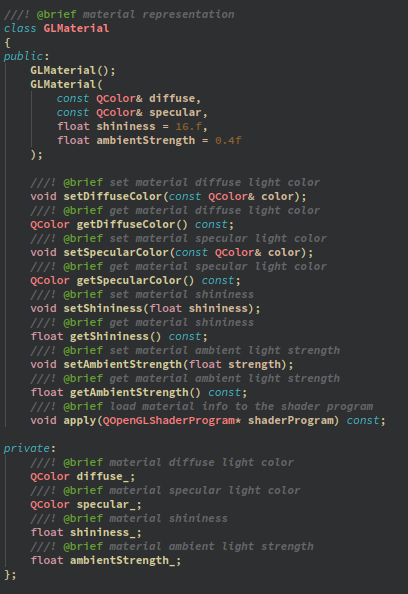 ///! @brief material representation
class GLMaterial
{
public:
    GLMaterial();
    GLMaterial(
        const QColor& diffuse,
        const QColor& specular,
        float shininess = 16.f,
        float ambientStrength = 0.4f
    );

    ///! @brief set material diffuse light color
    void setDiffuseColor(const QColor& color);
    ///! @brief get material diffuse light color
    QColor getDiffuseColor() const;
    ///! @brief set material specular light color
    void setSpecularColor(const QColor& color);
    ///! @brief get material specular light color
    QColor getSpecularColor() const;
    ///! @brief set material shininess
    void setShininess(float shininess);
    ///! @brief get material shininess
    float getShininess() const;
    ///! @brief set material ambient light strength
    void setAmbientStrength(float strength);
    ///! @brief get material ambient light strength
    float getAmbientStrength() const;
    ///! @brief load material info to the shader program
    void apply(QOpenGLShaderProgram* shaderProgram) const;

private:
    ///! @brief material diffuse light color
    QColor diffuse_;
    ///! @brief material specular light color
    QColor specular_;
    ///! @brief material shininess
    float shininess_;
    ///! @brief material ambient light strength
    float ambientStrength_;
};